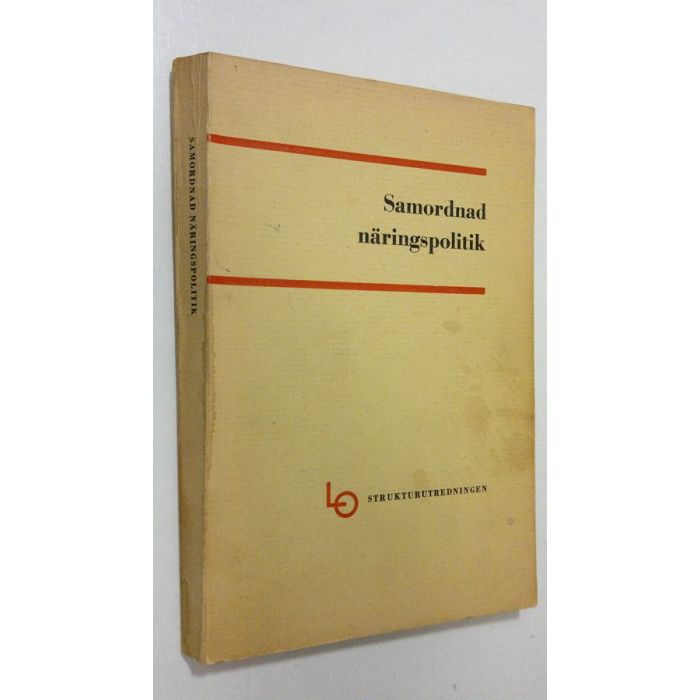 SAMORDNAD NÄRINGSPOLITIK
Samordnad
näringspolitik
LO STRUKTURUTREDNINGEN